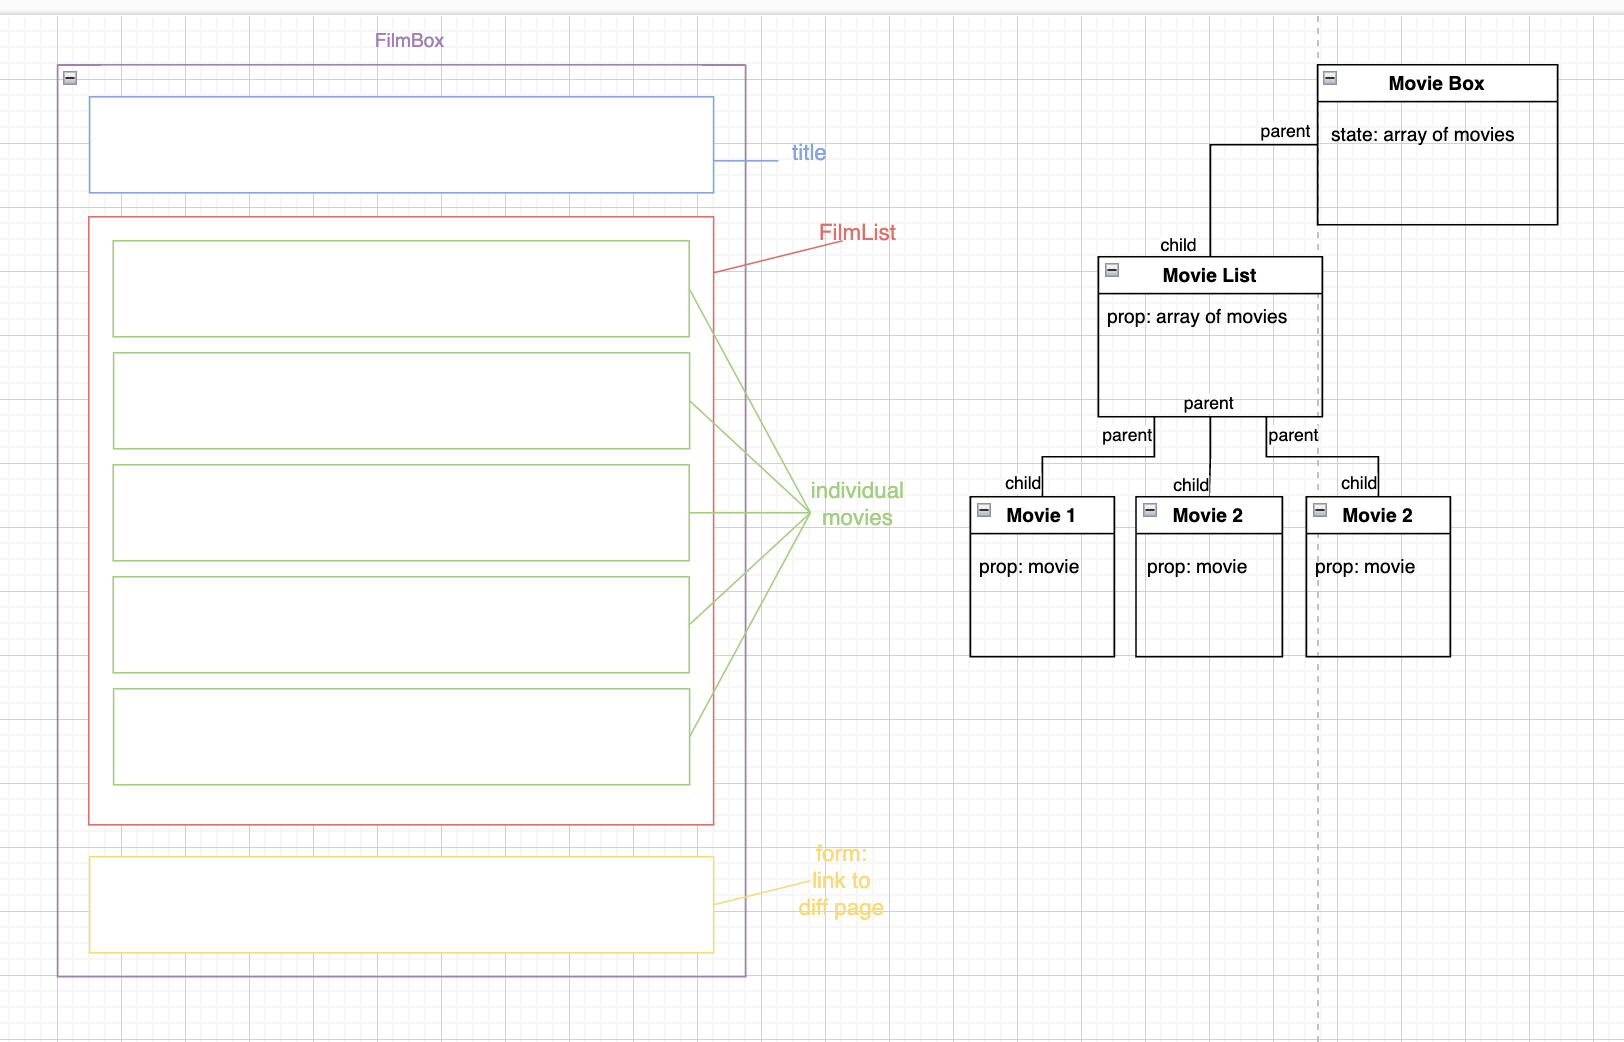 FilmBox
title
FilmList
individual
movies
form:
link to
diff page
Movie Box
state: array of movies
parent
child
Movie List
prop: array of movies
parent
parent
parent
child
child
child
Movie 1
prop: movie
Movie 2
prop: movie
Movie 2
prop: movie